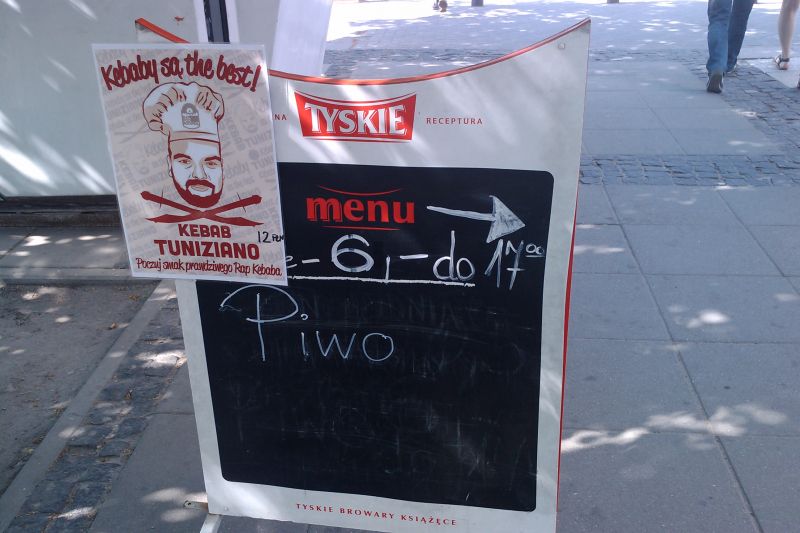 Kebaby są, the best!
KEBAB
TUNIZIANO
12 PLN
Poczuj smak prawdziwego Rap Kebaba
TYSKIE
RECEPTURA
menu
-6,- do 17⁰⁰
Piwo
TYSKIE BROWARY KSIĄŻĘCE